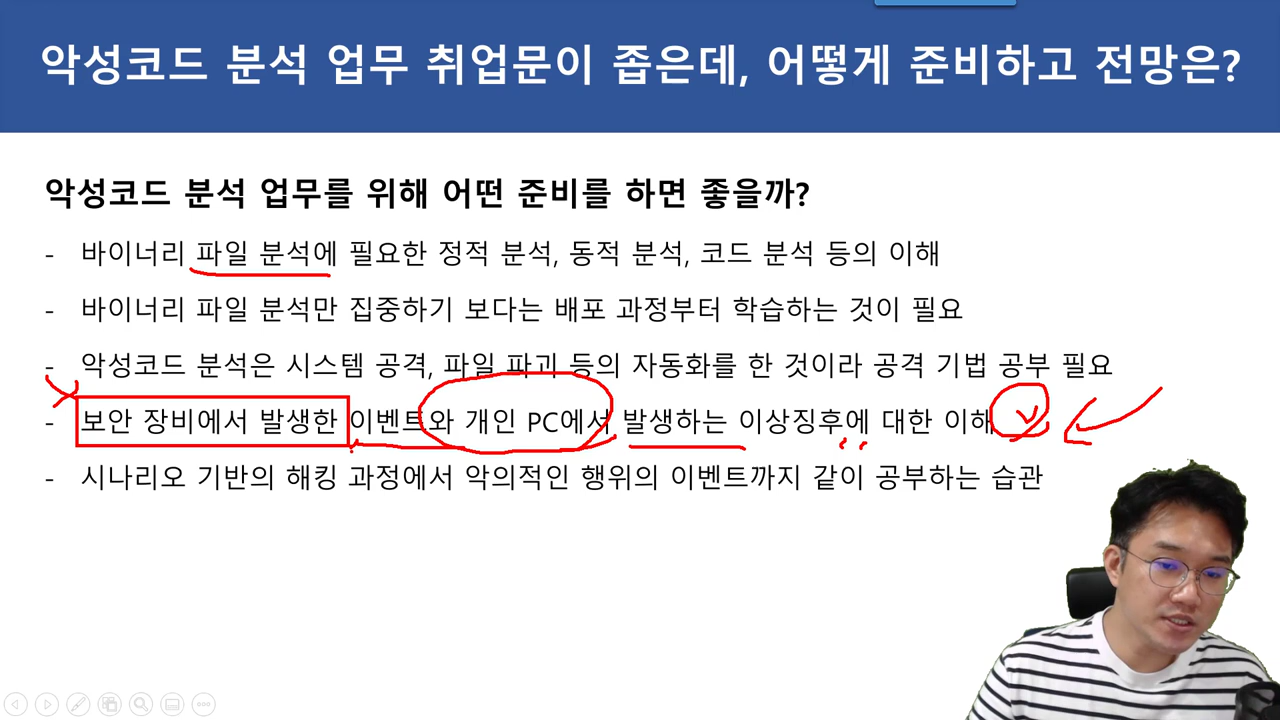 악성코드 분석 업무 취업문이 좁은데, 어떻게 준비하고 전망은?
악성코드 분석 업무를 위해 어떤 준비를 하면 좋을까?
- 바이너리 파일 분석에 필요한 정적 분석, 동적 분석, 코드 분석 등의 이해
- 바이너리 파일 분석만 집중하기 보다는 배포 과정부터 학습하는 것이 필요
- 악성코드 분석은 시스템 공격, 파일 파괴 등의 자동화를 한 것이라 공격 기법 공부 필요
- 보안 장비에서 발생한 이벤트와 개인 PC에서 발생하는 이상징후에 대한 이해
- 시나리오 기반의 해킹 과정에서 악의적인 행위의 이벤트까지 같이 공부하는 습관